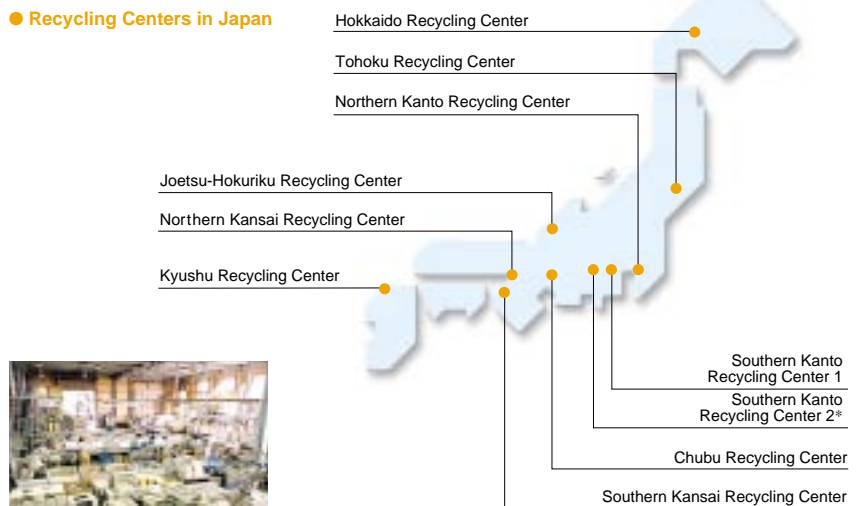 ● Recycling Centers in Japan
Hokkaido Recycling Center
Tohoku Recycling Center
Northern Kanto Recycling Center
Joetsu-Hokuriku Recycling Center
Northern Kansai Recycling Center
Kyushu Recycling Center
Southern Kanto
Recycling Center 1
Southern Kanto
Recycling Center 2*
Chubu Recycling Center
Southern Kansai Recycling Center